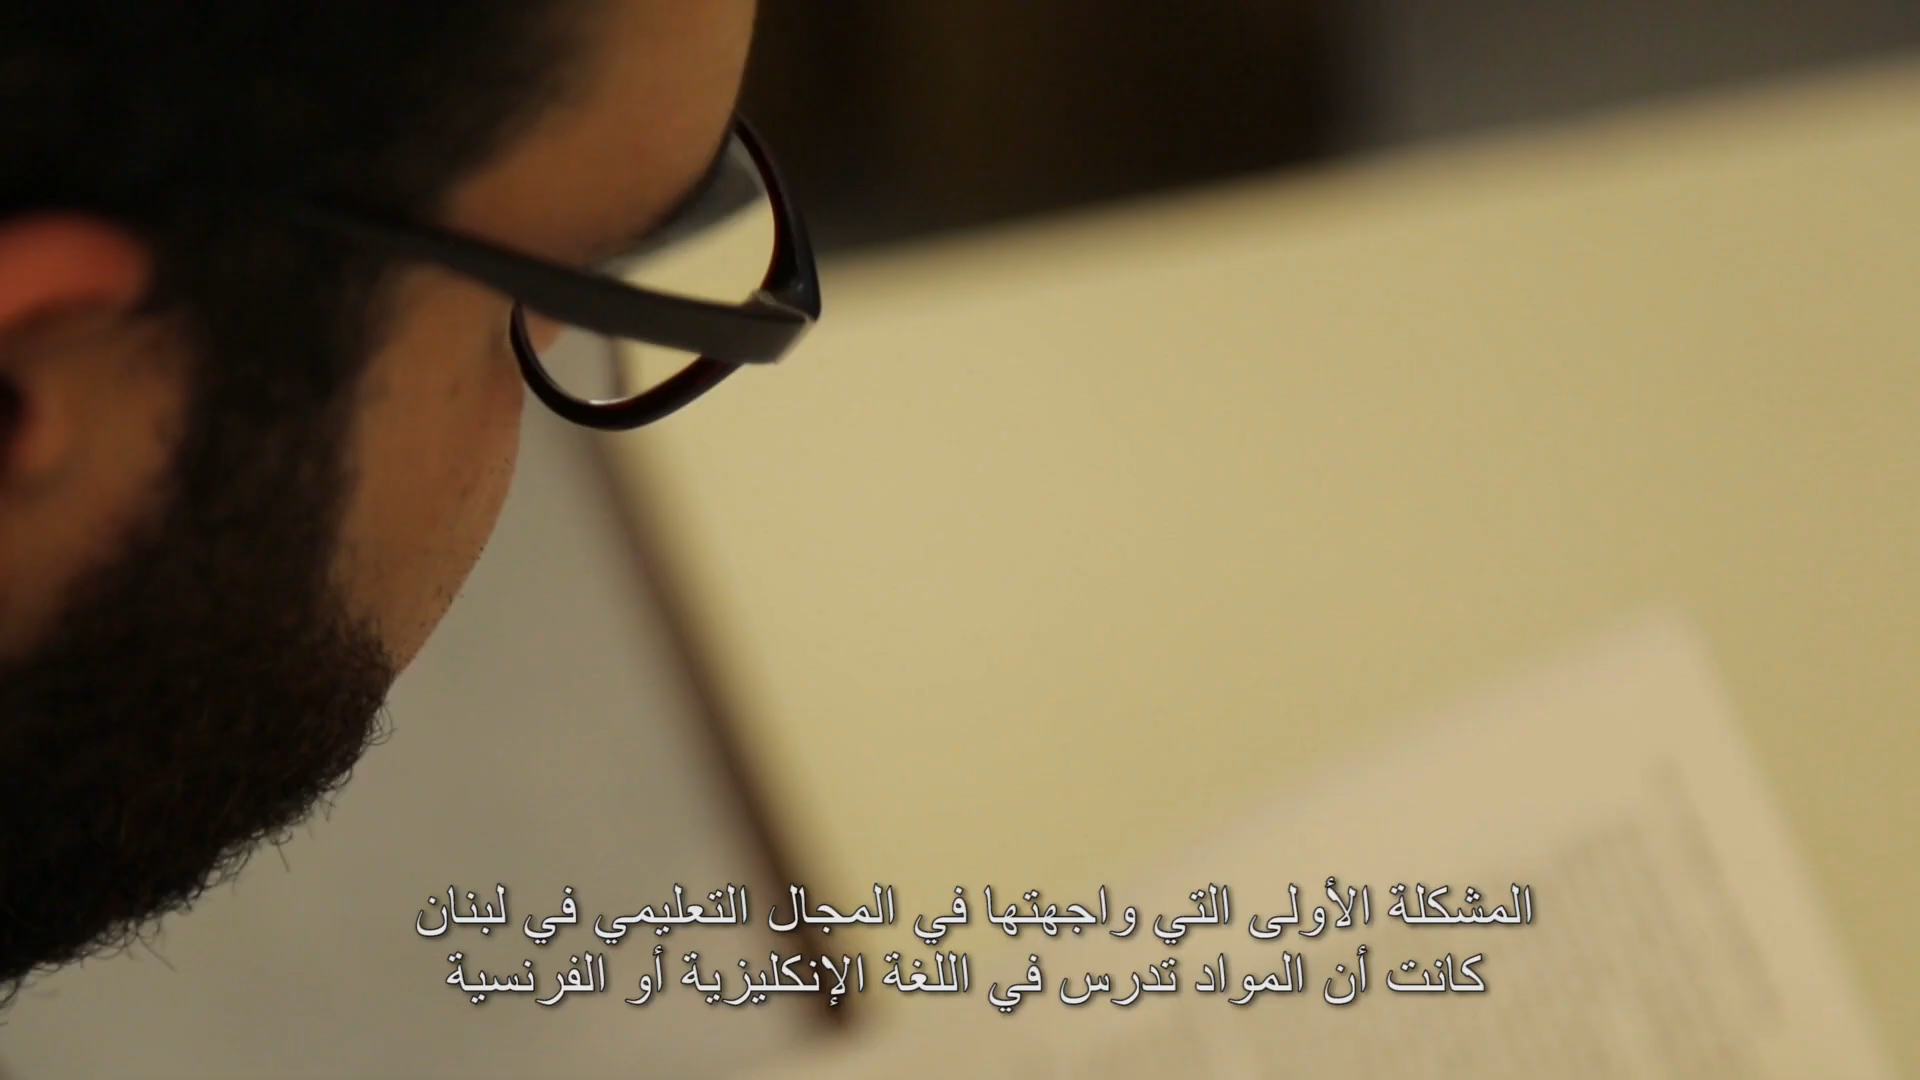 المشكلة الأولى التي واجهتها في المجال التعليمي في لبنان
كانت أن المواد تدرس في اللغة الإنكليزية أو الفرنسية